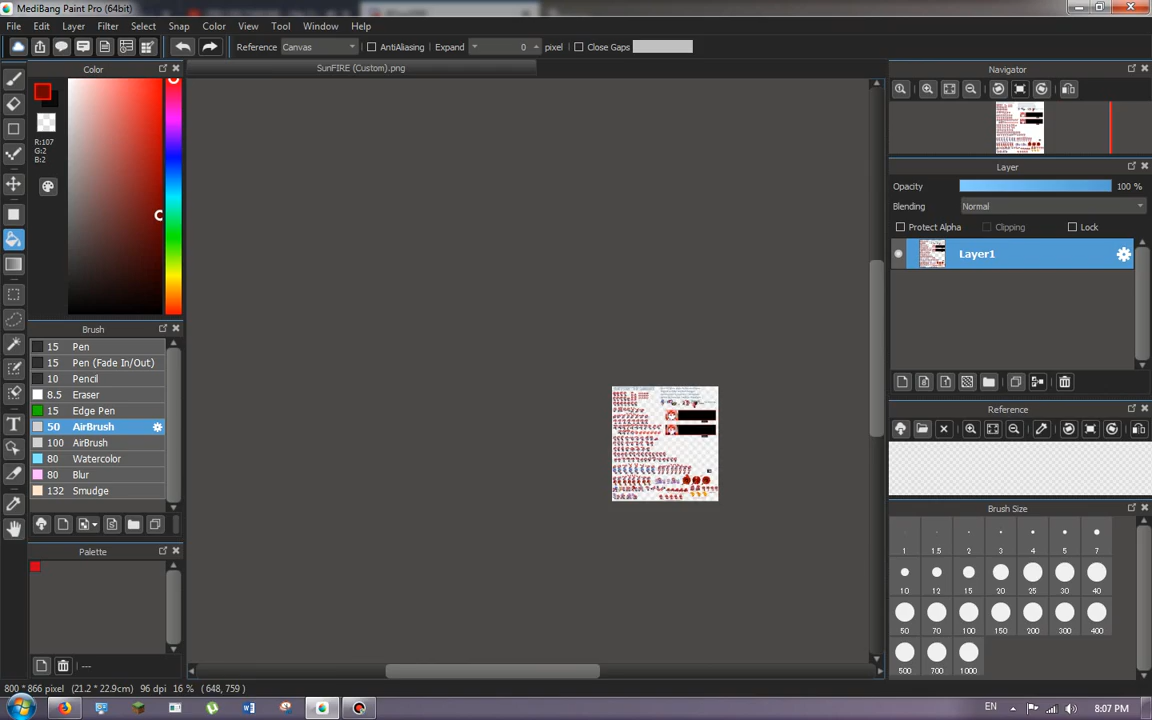 MediBang Paint Pro (64bit)
File Edit Layer Filter Select Snap Color View Tool Window Help
Reference Canvas AntiAliasing Expand 0 pixel Close Gaps
Color
SunFIRE (Custom).png
Navigator
R:107
G:2
B:2
Layer
Opacity 100 %
Blending Normal
Protect Alpha Clipping Lock
Layer1
Brush
15 Pen
15 Pen (Fade In/Out)
10 Pencil
8.5 Eraser
15 Edge Pen
50 AirBrush
100 AirBrush
80 Watercolor
80 Blur
132 Smudge
Reference
Palette
---
Brush Size
1 1.5 2 3 4 5 7
10 12 15 20 25 30 40
50 70 100 150 200 300 400
500 700 1000
800 * 866 pixel (21.2 * 22.9cm) 96 dpi 16 % (648, 759)
EN 8:07 PM